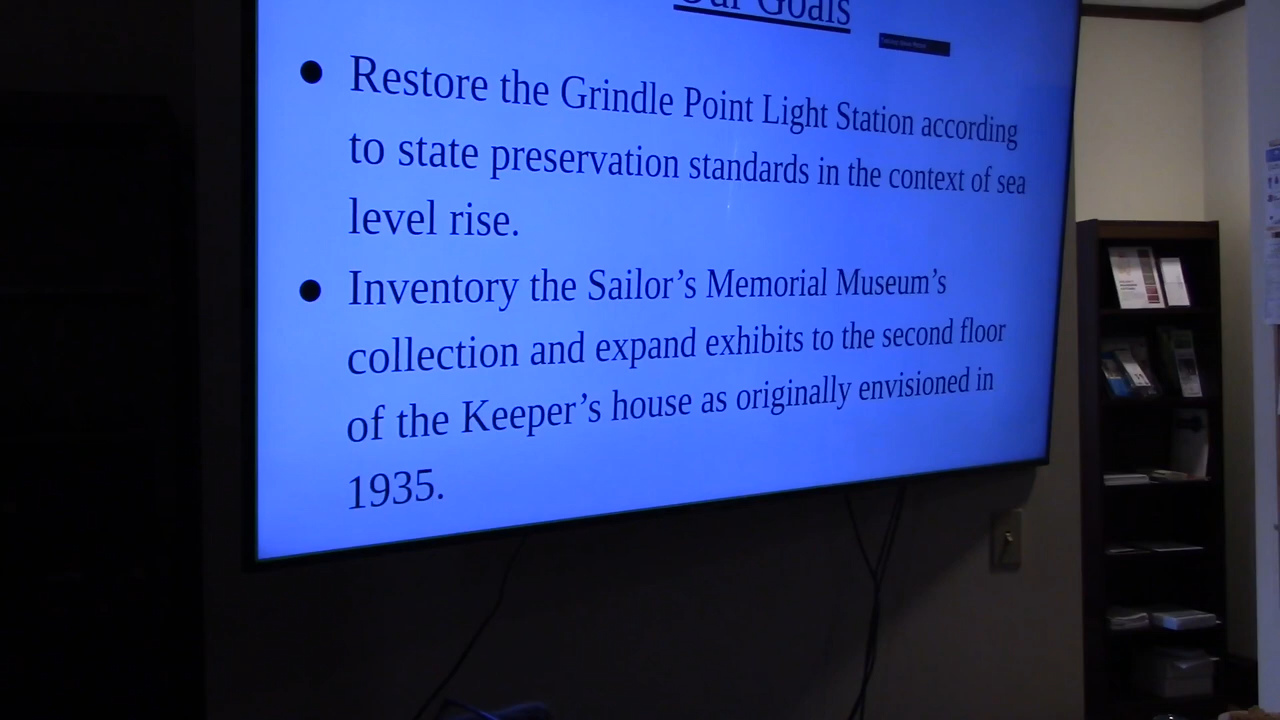 Our Goals
● Restore the Grindle Point Light Station according
to state preservation standards in the context of sea
level rise.
● Inventory the Sailor’s Memorial Museum’s
collection and expand exhibits to the second floor
of the Keeper’s house as originally envisioned in
1935.